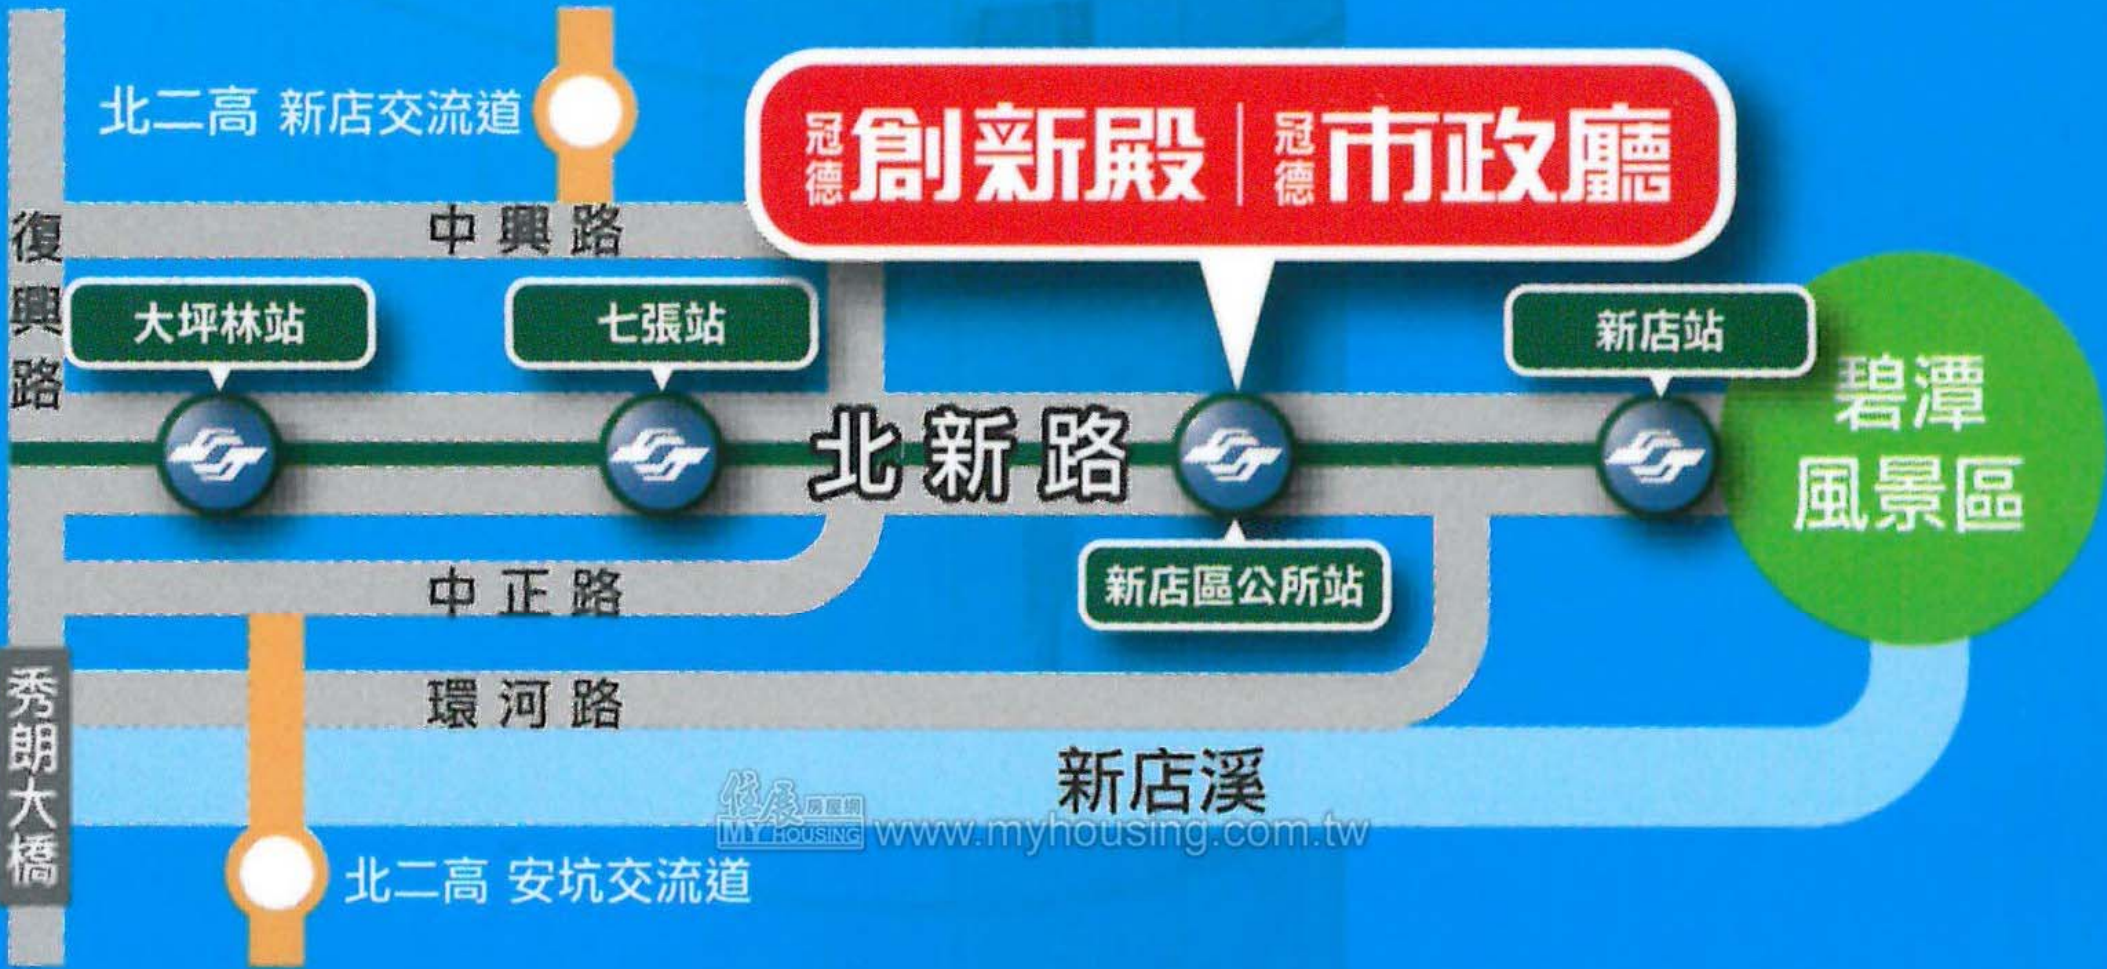 北二高 新店交流道
冠德 創新殿 | 冠德 市政廳
復興路
中興路
大坪林站
七張站
新店站
碧潭
風景區
北新路
新店區公所站
中正路
環河路
秀朗大橋
新店溪
住展房屋網
MY HOUSING www.myhousing.com.tw
北二高 安坑交流道